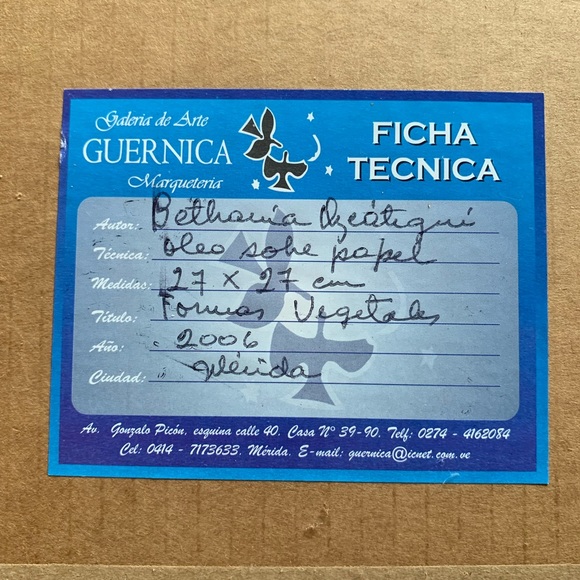 Galeria de Arte
GUERNICA
Marqueteria
FICHA
TECNICA
Autor: Bethania Uzcátegui
Técnica: oleo sobe papel
Medidas: 27 x 27 cm
Título: Formas Vegetales
Año: 2006
Ciudad: Mérida
Av. Gonzalo Picón, esquina calle 40. Casa Nº 39-90. Telf: 0274 - 4162084
Cel: 0414 - 7173633. Mérida. E-mail: guernica@icnet.com.ve